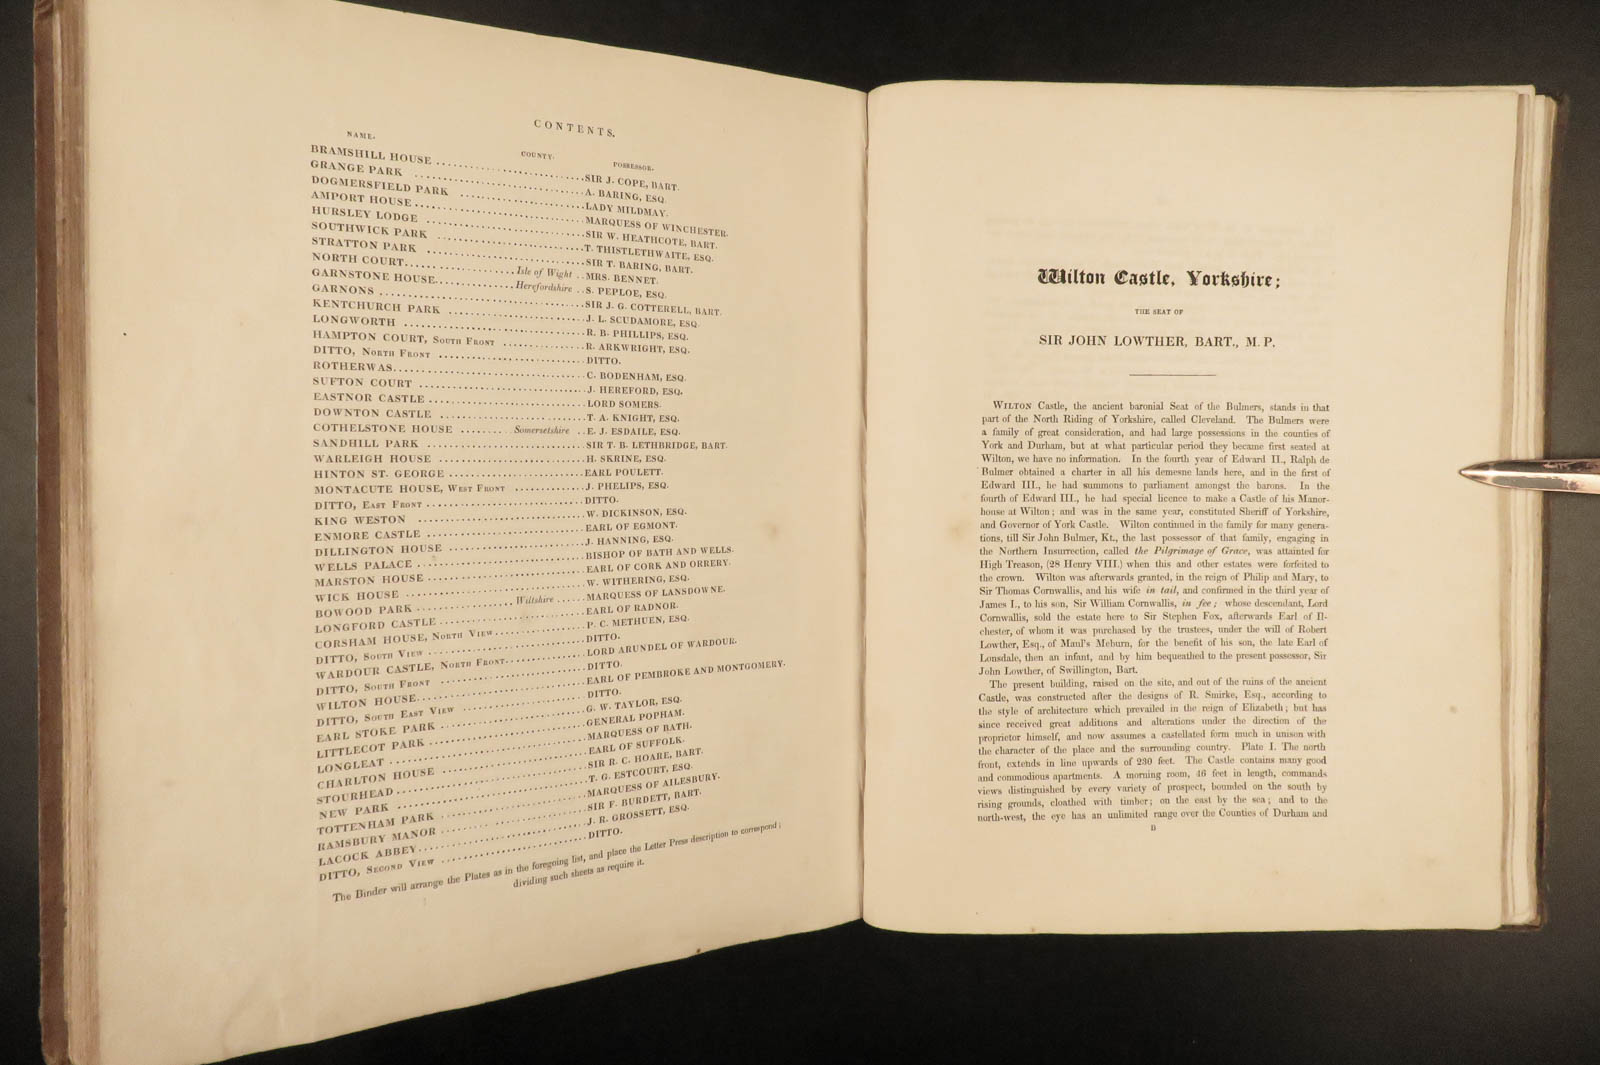 CONTENTS.
NAME. COUNTY. POSSESSOR.
BRAMSHILL HOUSE SIR J. COPE, BART.
GRANGE PARK A. BARING, ESQ.
DOGMERSFIELD PARK LADY MILDMAY.
AMPORT HOUSE MARQUESS OF WINCHESTER.
HURSLEY LODGE SIR W. HEATHCOTE, BART.
SOUTHWICK PARK T. THISTLETHWAITE, ESQ.
STRATTON PARK SIR T. BARING, BART.
NORTH COURT Isle of Wight MRS. BENNET.
GARNSTONE HOUSE Herefordshire S. PEPLOE, ESQ.
GARNONS SIR J. G. COTTERELL, BART.
KENTCHURCH PARK J. L. SCUDAMORE, ESQ.
LONGWORTH R. B. PHILLIPS, ESQ.
HAMPTON COURT, SOUTH FRONT R. ARKWRIGHT, ESQ.
DITTO, NORTH FRONT DITTO.
ROTHERWAS C. BODENHAM, ESQ.
SUFTON COURT J. HEREFORD, ESQ.
EASTNOR CASTLE LORD SOMERS.
DOWNTON CASTLE T. A. KNIGHT, ESQ.
COTHELSTONE HOUSE Somersetshire E. J. ESDAILE, ESQ.
SANDHILL PARK SIR T. B. LETHBRIDGE, BART.
WARLEIGH HOUSE H. SKRINE, ESQ.
HINTON ST. GEORGE EARL POULETT.
MONTACUTE HOUSE, WEST FRONT J. PHELIPS, ESQ.
DITTO, EAST FRONT DITTO.
KING WESTON W. DICKINSON, ESQ.
ENMORE CASTLE EARL OF EGMONT.
DILLINGTON HOUSE J. HANNING, ESQ.
WELLS PALACE BISHOP OF BATH AND WELLS.
MARSTON HOUSE EARL OF CORK AND ORRERY.
WICK HOUSE W. WITHERING, ESQ.
BOWOOD PARK Wiltshire MARQUESS OF LANSDOWNE.
LONGFORD CASTLE EARL OF RADNOR.
CORSHAM HOUSE, NORTH VIEW P. C. METHUEN, ESQ.
DITTO, SOUTH VIEW DITTO.
WARDOUR CASTLE, NORTH FRONT LORD ARUNDEL OF WARDOUR.
DITTO, SOUTH FRONT DITTO.
WILTON HOUSE EARL OF PEMBROKE AND MONTGOMERY.
DITTO, SOUTH EAST VIEW DITTO.
EARL STOKE PARK G. W. TAYLOR, ESQ.
LITTLECOT PARK GENERAL POPHAM.
LONGLEAT MARQUESS OF BATH.
CHARLTON HOUSE EARL OF SUFFOLK.
STOURHEAD SIR R. C. HOARE, BART.
NEW PARK T. G. ESTCOURT, ESQ.
TOTTENHAM PARK MARQUESS OF AILESBURY.
RAMSBURY MANOR SIR F. BURDETT, BART.
LACOCK ABBEY J. R. GROSSETT, ESQ.
DITTO, SECOND VIEW DITTO.
The Binder will arrange the Plates as in the foregoing list, and place the Letter Press description to correspond;
dividing such sheets as require it.
Wilton Castle, Yorkshire;
THE SEAT OF
SIR JOHN LOWTHER, BART., M. P.
WILTON Castle, the ancient baronial Seat of the Bulmers, stands in that
part of the North Riding of Yorkshire, called Cleveland. The Bulmers were
a family of great consideration, and had large possessions in the counties of
York and Durham, but at what particular period they became first seated at
Wilton, we have no information. In the fourth year of Edward II., Ralph de
Bulmer obtained a charter in all his demesne lands here, and in the first of
Edward III., he had summons to parliament amongst the barons. In the
fourth of Edward III., he had special licence to make a Castle of his Manor-
house at Wilton; and was in the same year, constituted Sheriff of Yorkshire,
and Governor of York Castle. Wilton continued in the family for many genera-
tions, till Sir John Bulmer, Kt., the last possessor of that family, engaging in
the Northern Insurrection, called the Pilgrimage of Grace, was attainted for
High Treason, (28 Henry VIII.) when this and other estates were forfeited to
the crown. Wilton was afterwards granted, in the reign of Philip and Mary, to
Sir Thomas Cornwallis, and his wife in tail, and confirmed in the third year of
James I., to his son, Sir William Cornwallis, in fee; whose descendant, Lord
Cornwallis, sold the estate here to Sir Stephen Fox, afterwards Earl of Il-
chester, of whom it was purchased by the trustees, under the will of Robert
Lowther, Esq., of Maul's Meburn, for the benefit of his son, the late Earl of
Lonsdale, then an infant, and by him bequeathed to the present possessor, Sir
John Lowther, of Swillington, Bart.
The present building, raised on the site, and out of the ruins of the ancient
Castle, was constructed after the designs of R. Smirke, Esq., according to
the style of architecture which prevailed in the reign of Elizabeth; but has
since received great additions and alterations under the direction of the
proprietor himself, and now assumes a castellated form much in unison with
the character of the place and the surrounding country. Plate I. The north
front, extends in line upwards of 230 feet. The Castle contains many good
and commodious apartments. A morning room, 46 feet in length, commands
views distinguished by every variety of prospect, bounded on the south by
rising grounds, cloathed with timber; on the east by the sea; and to the
north-west, the eye has an unlimited range over the Counties of Durham and
D